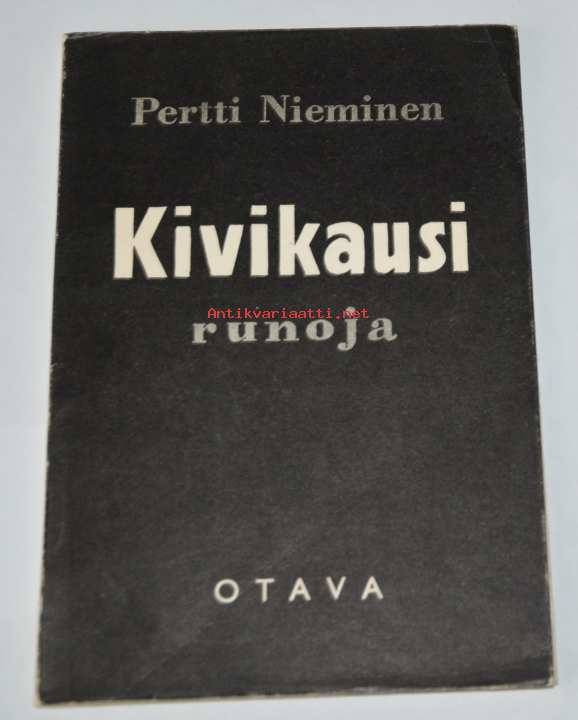 Pertti Nieminen
Kivikausi
Antikvariaatti.net
runoja
OTAVA